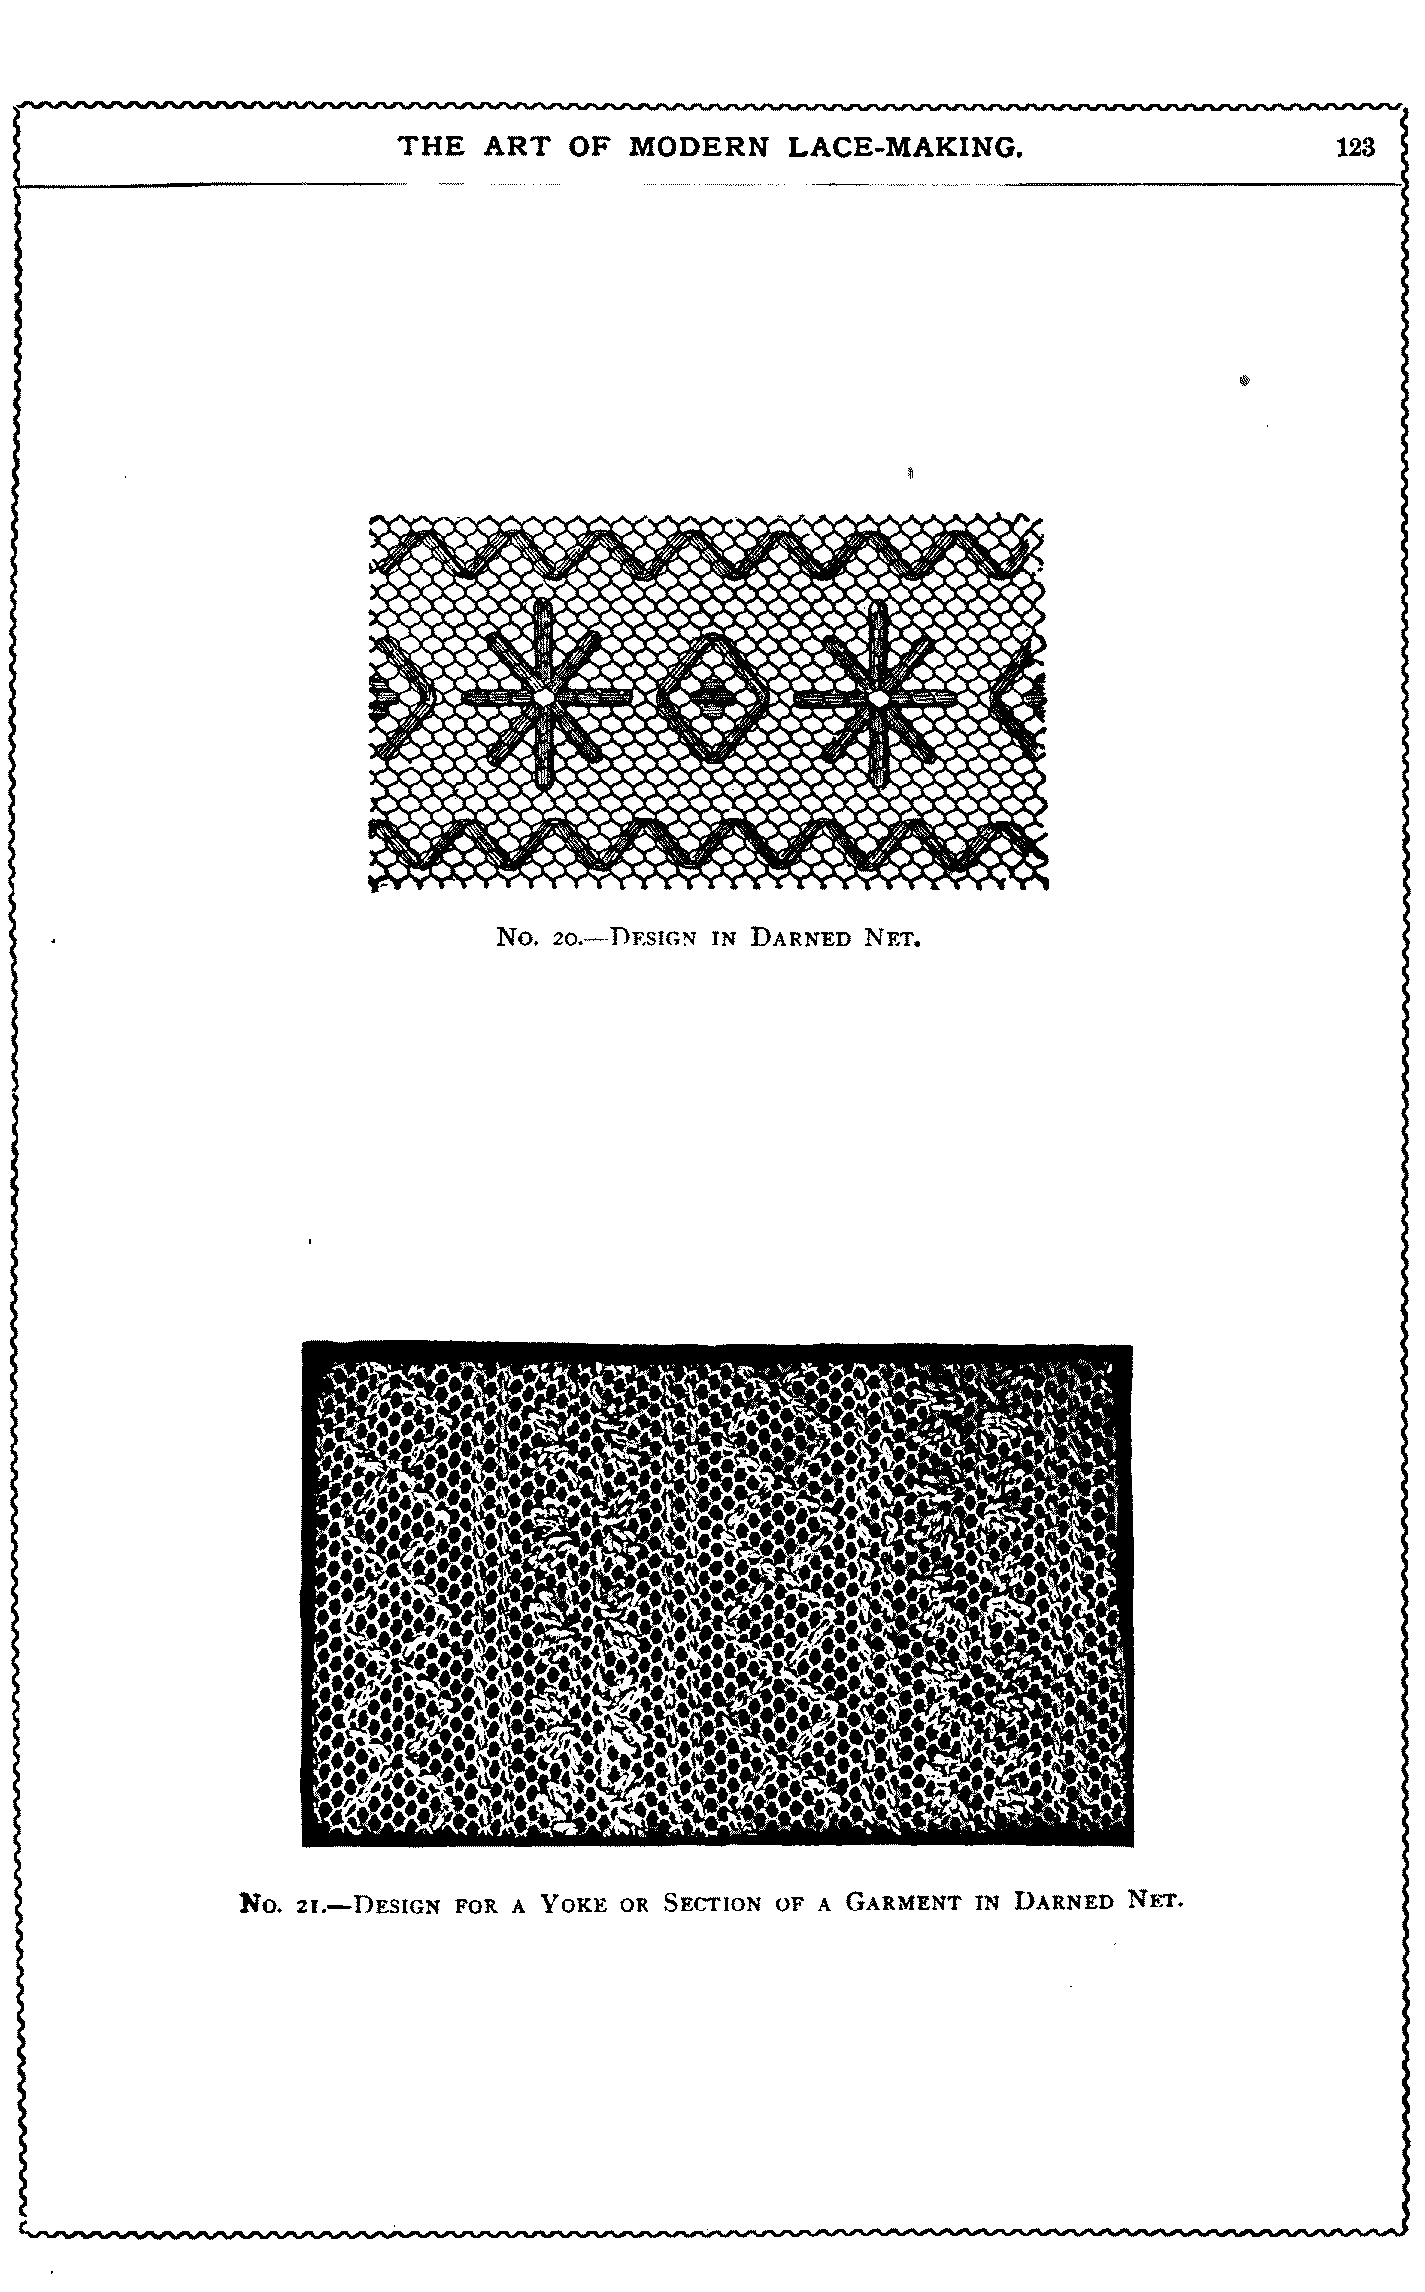 THE ART OF MODERN LACE-MAKING. 123
No. 20.—Design in Darned Net.
No. 21.—Design for a Yoke or Section of a Garment in Darned Net.